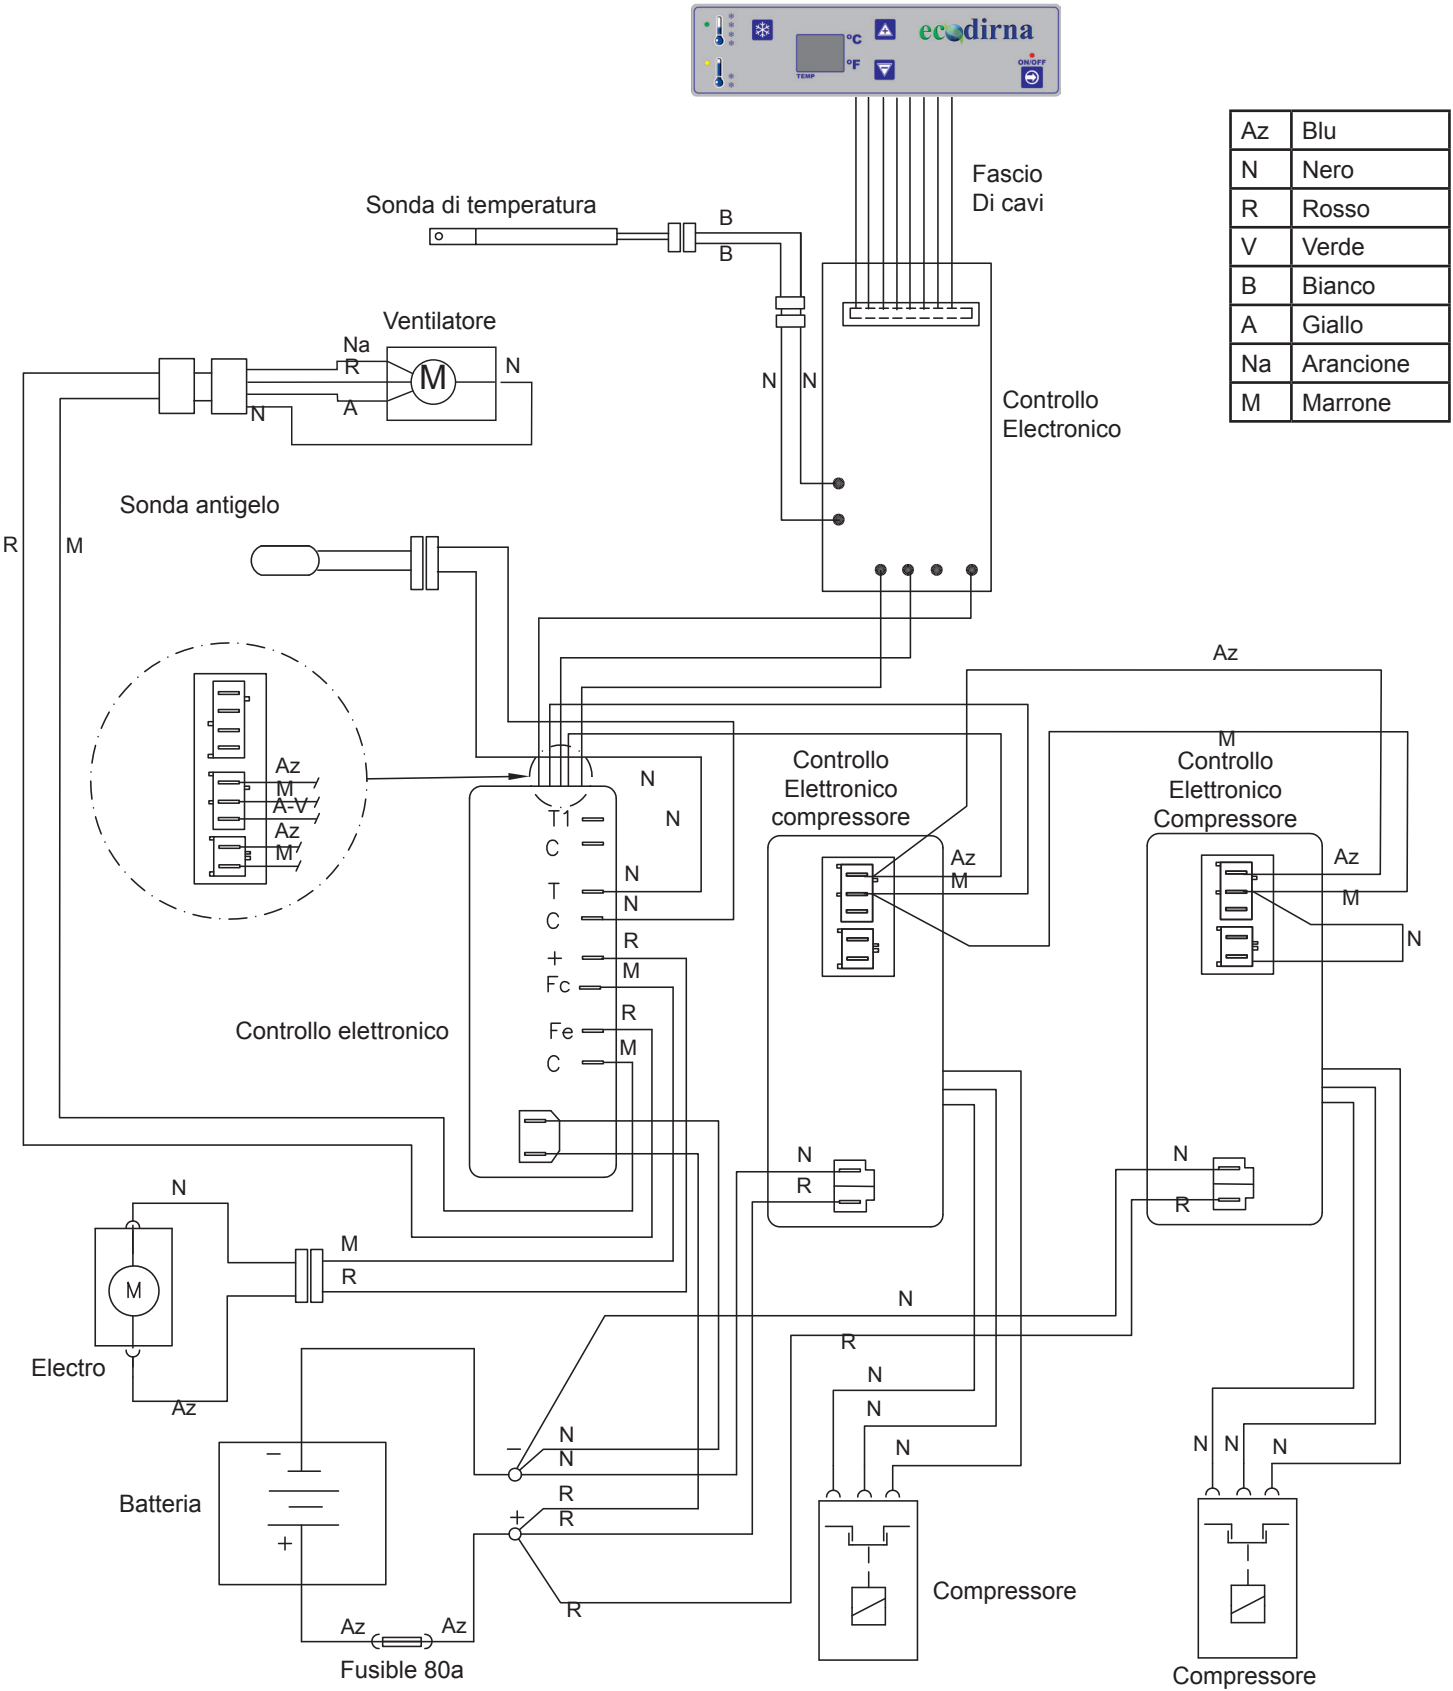 ecodirna
°C
°F
TEMP
ON/OFF
Az Blu
N Nero
R Rosso
V Verde
B Bianco
A Giallo
Na Arancione
M Marrone
Fascio
Di cavi
Sonda di temperatura
B
B
Ventilatore
Na
R
M
N
A
N
N
N
Controllo
Electronico
Sonda antigelo
R
M
Az
M
A-V
Az
M
Az
M
Controllo
Elettronico
compressore
Controllo
Elettronico
Compressore
N
N
T1
C
T
N
C
N
+
R
Fc
M
Fe
R
C
M
Controllo elettronico
Az
M
Az
M
N
N
R
N
R
N
M
R
M
Electro
Az
N
R
N
N
N
N
N
N
–
N
N
+
R
R
R
Batteria
–
+
Az
Az
Fusible 80a
Compressore
Compressore